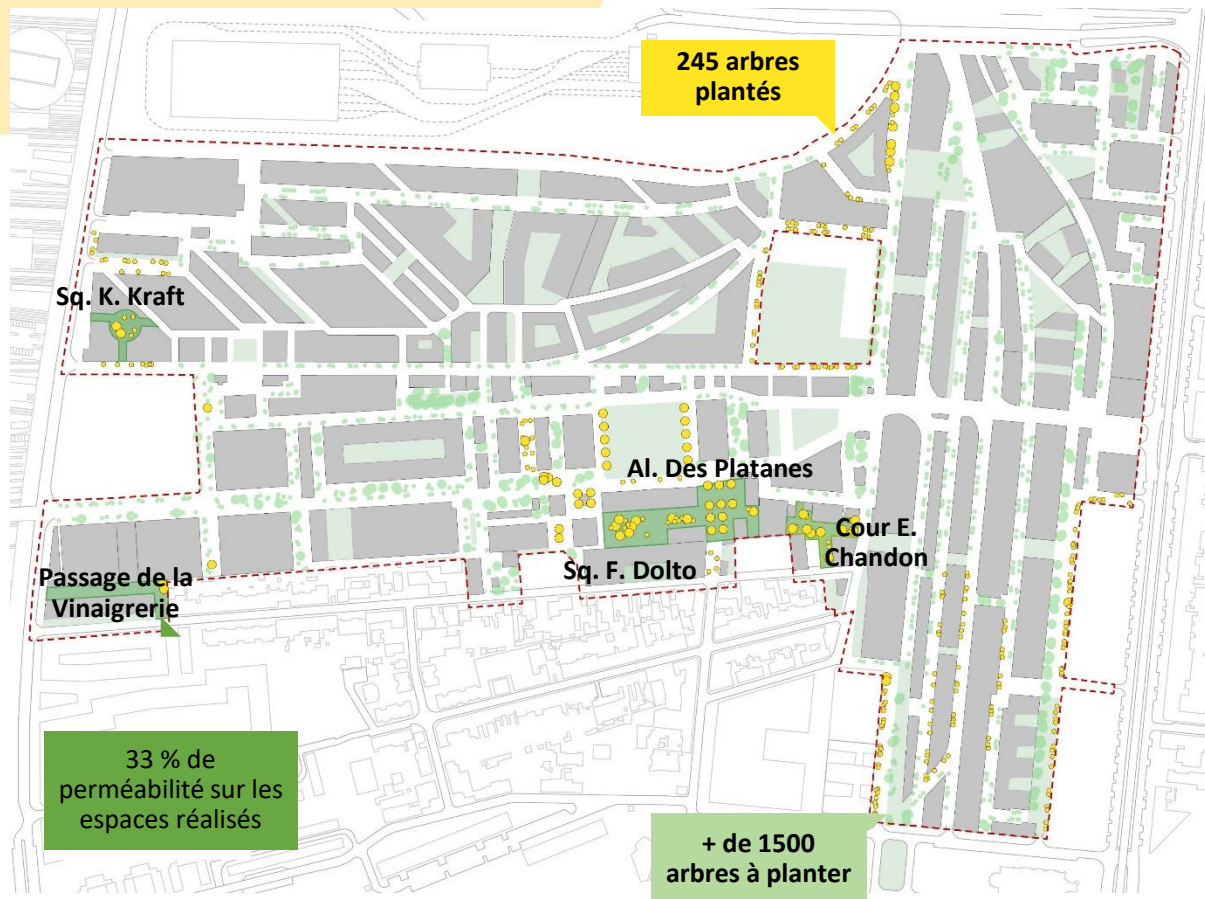 245 arbres
plantés
Sq. K. Kraft
Al. Des Platanes
Cour E.
Chandon
Sq. F. Dolto
Passage de la
Vinaigrerie
33 % de
perméabilité sur les
espaces réalisés
+ de 1500
arbres à planter